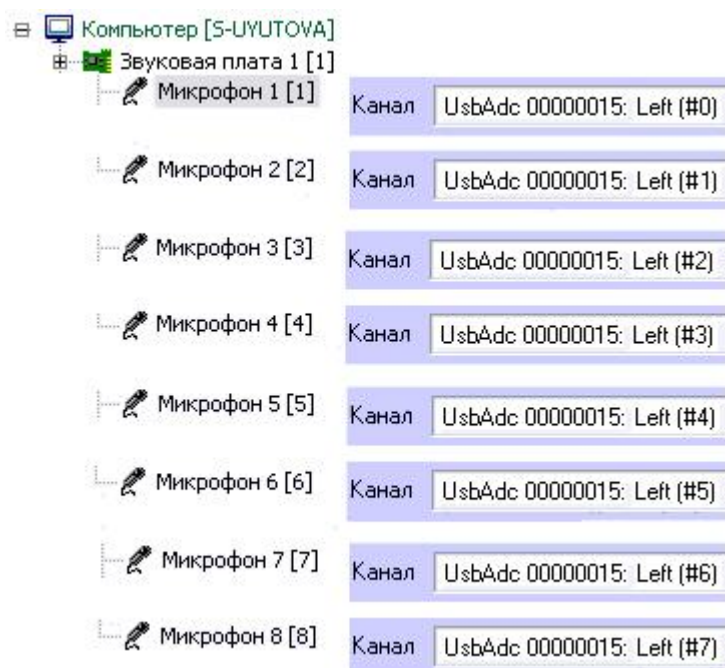 Компьютер [S-UYUTOVA]
Звуковая плата 1 [1]
Микрофон 1 [1] Канал UsbAdc 00000015: Left (#0)
Микрофон 2 [2] Канал UsbAdc 00000015: Left (#1)
Микрофон 3 [3] Канал UsbAdc 00000015: Left (#2)
Микрофон 4 [4] Канал UsbAdc 00000015: Left (#3)
Микрофон 5 [5] Канал UsbAdc 00000015: Left (#4)
Микрофон 6 [6] Канал UsbAdc 00000015: Left (#5)
Микрофон 7 [7] Канал UsbAdc 00000015: Left (#6)
Микрофон 8 [8] Канал UsbAdc 00000015: Left (#7)